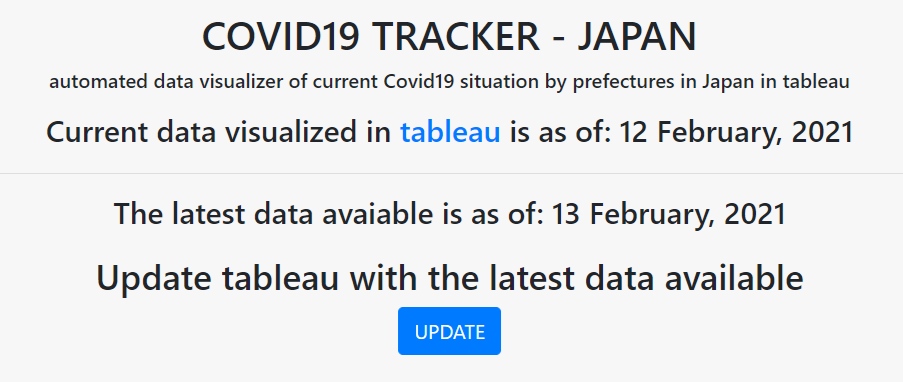 COVID19 TRACKER - JAPAN
automated data visualizer of current Covid19 situation by prefectures in Japan in tableau
Current data visualized in tableau is as of: 12 February, 2021
The latest data avaiable is as of: 13 February, 2021
Update tableau with the latest data available
UPDATE